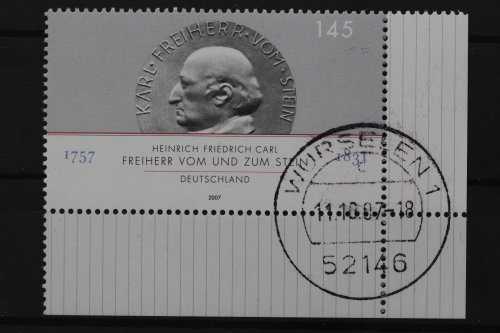 145
KARL · FREIHERR · VOM · STEIN
HEINRICH FRIEDRICH CARL
1757 FREIHERR VOM UND ZUM STEIN 1831
DEUTSCHLAND
2007
WÜRSELEN 1
c
11.10.07-18
52146